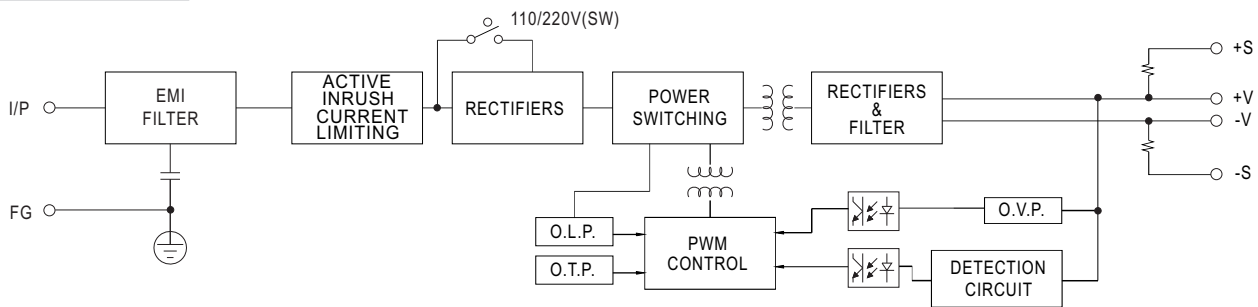 110/220V(SW)
I/P
EMI
FILTER
ACTIVE
INRUSH
CURRENT
LIMITING
RECTIFIERS
POWER
SWITCHING
RECTIFIERS
&
FILTER
+S
+V
-V
-S
FG
O.L.P.
O.T.P.
PWM
CONTROL
O.V.P.
DETECTION
CIRCUIT